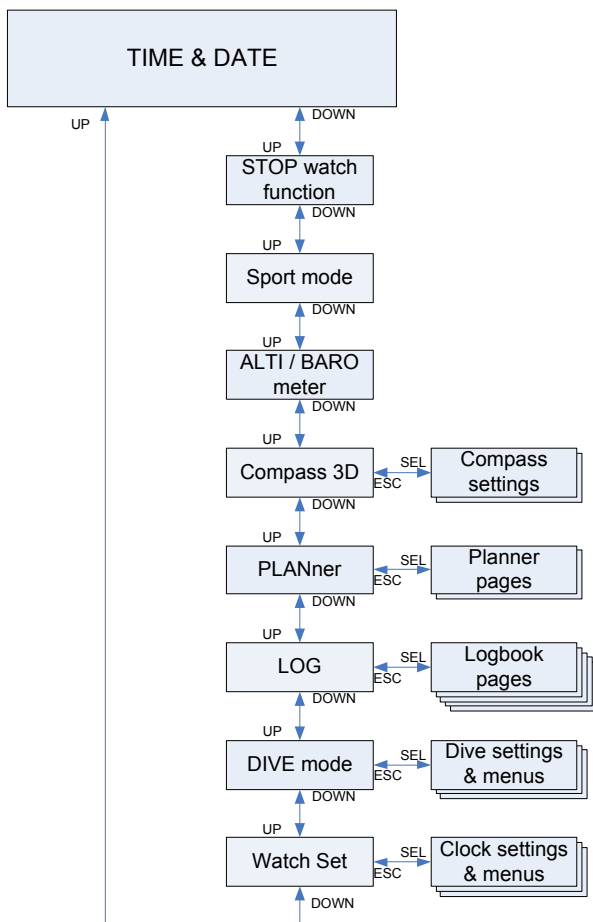 TIME & DATE
UP
DOWN
UP
STOP watch
function
DOWN
UP
Sport mode
DOWN
UP
ALTI / BARO
meter
DOWN
UP
Compass 3D
SEL
ESC
Compass
settings
DOWN
UP
PLANner
SEL
ESC
Planner
pages
DOWN
UP
LOG
SEL
ESC
Logbook
pages
DOWN
UP
DIVE mode
SEL
ESC
Dive settings
& menus
DOWN
UP
Watch Set
SEL
ESC
Clock settings
& menus
DOWN